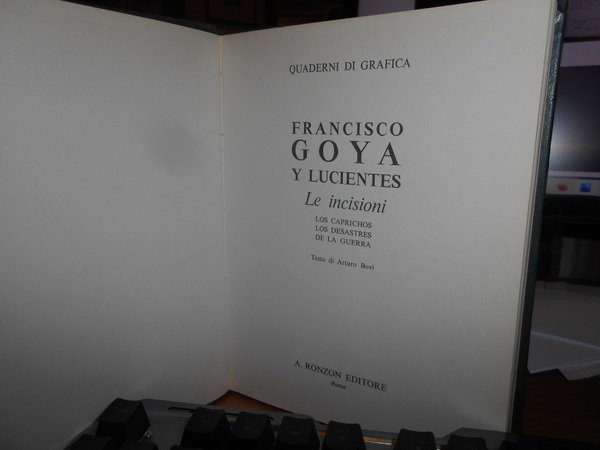 QUADERNI DI GRAFICA
FRANCISCO
GOYA
Y LUCIENTES
Le incisioni
LOS CAPRICHOS
LOS DESASTRES
DE LA GUERRA
Testo di Arturo Bovi
A. RONZON EDITORE
Roma